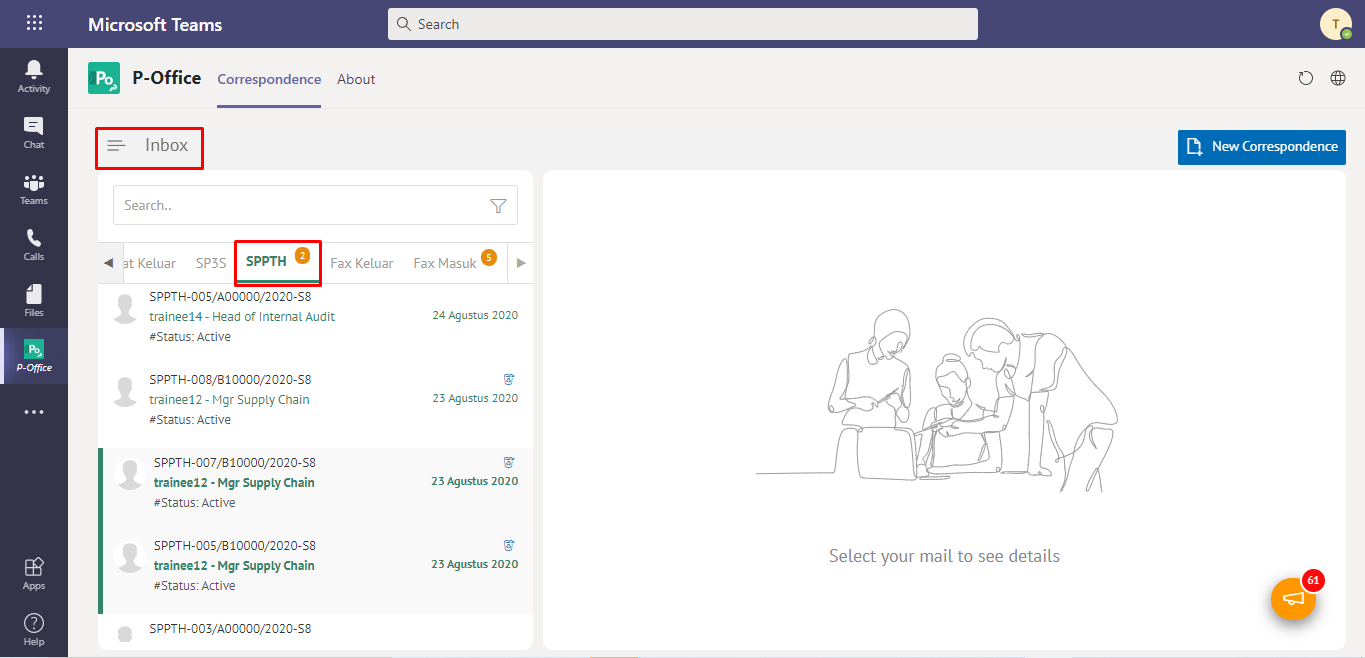 Microsoft Teams
Search
T
Activity
Chat
Teams
Calls
Files
Po
P-Office
Apps
Help
Po
P-Office
Correspondence
About
Inbox
New Correspondence
Search..
at Keluar
SP3S
SPPTH 2
Fax Keluar
Fax Masuk 5
SPPTH-005/A00000/2020-S8
trainee14 - Head of Internal Audit
24 Agustus 2020
#Status: Active
SPPTH-008/B10000/2020-S8
trainee12 - Mgr Supply Chain
23 Agustus 2020
#Status: Active
SPPTH-007/B10000/2020-S8
trainee12 - Mgr Supply Chain
23 Agustus 2020
#Status: Active
SPPTH-005/B10000/2020-S8
trainee12 - Mgr Supply Chain
23 Agustus 2020
#Status: Active
SPPTH-003/A00000/2020-S8
Select your mail to see details
61